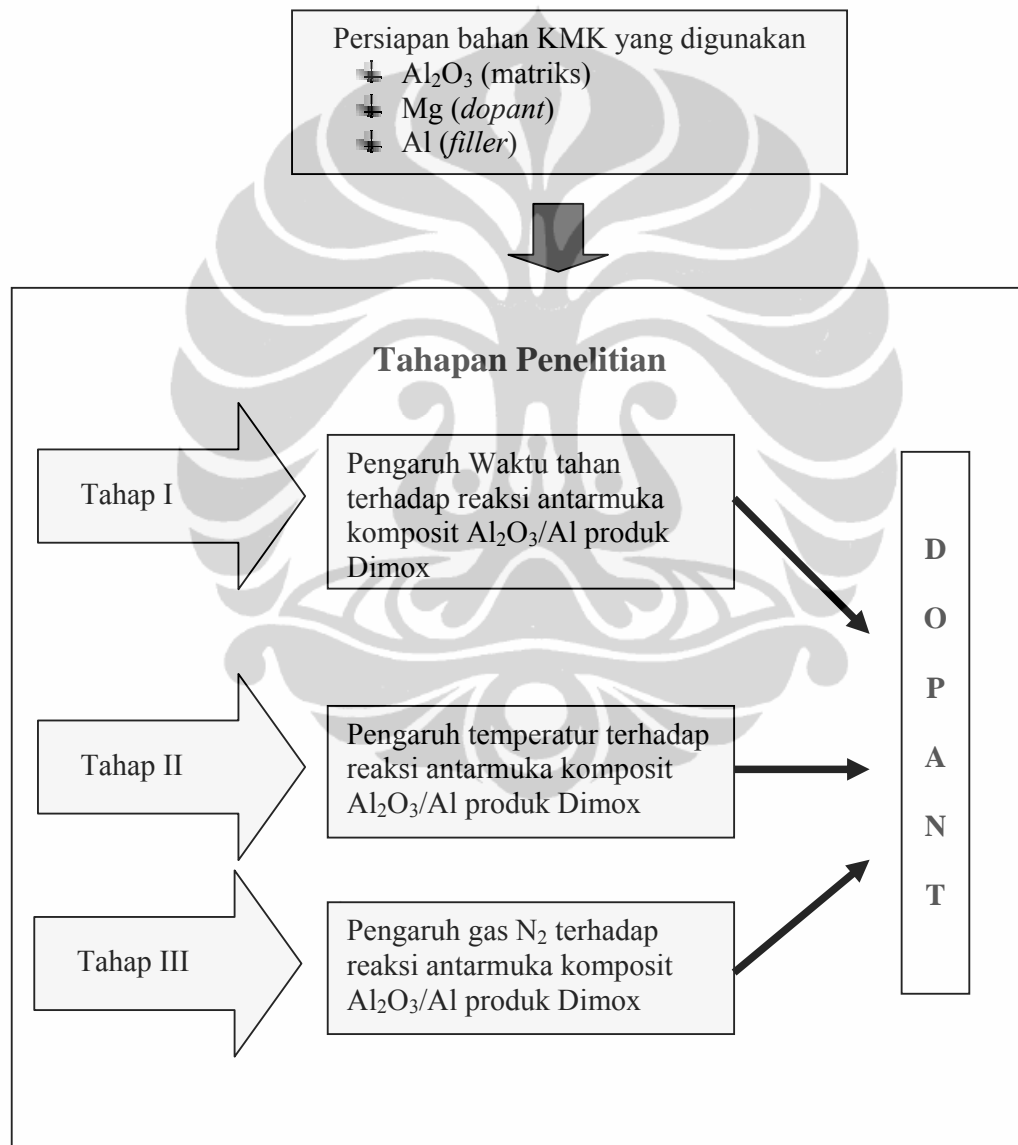 Persiapan bahan KMK yang digunakan
Al₂O₃ (matriks)
Mg (dopant)
Al (filler)
Tahapan Penelitian
Tahap I
Pengaruh Waktu tahan
terhadap reaksi antarmuka
komposit Al₂O₃/Al produk
Dimox
Tahap II
Pengaruh temperatur terhadap
reaksi antarmuka komposit
Al₂O₃/Al produk Dimox
Tahap III
Pengaruh gas N₂ terhadap
reaksi antarmuka komposit
Al₂O₃/Al produk Dimox
D
O
P
A
N
T